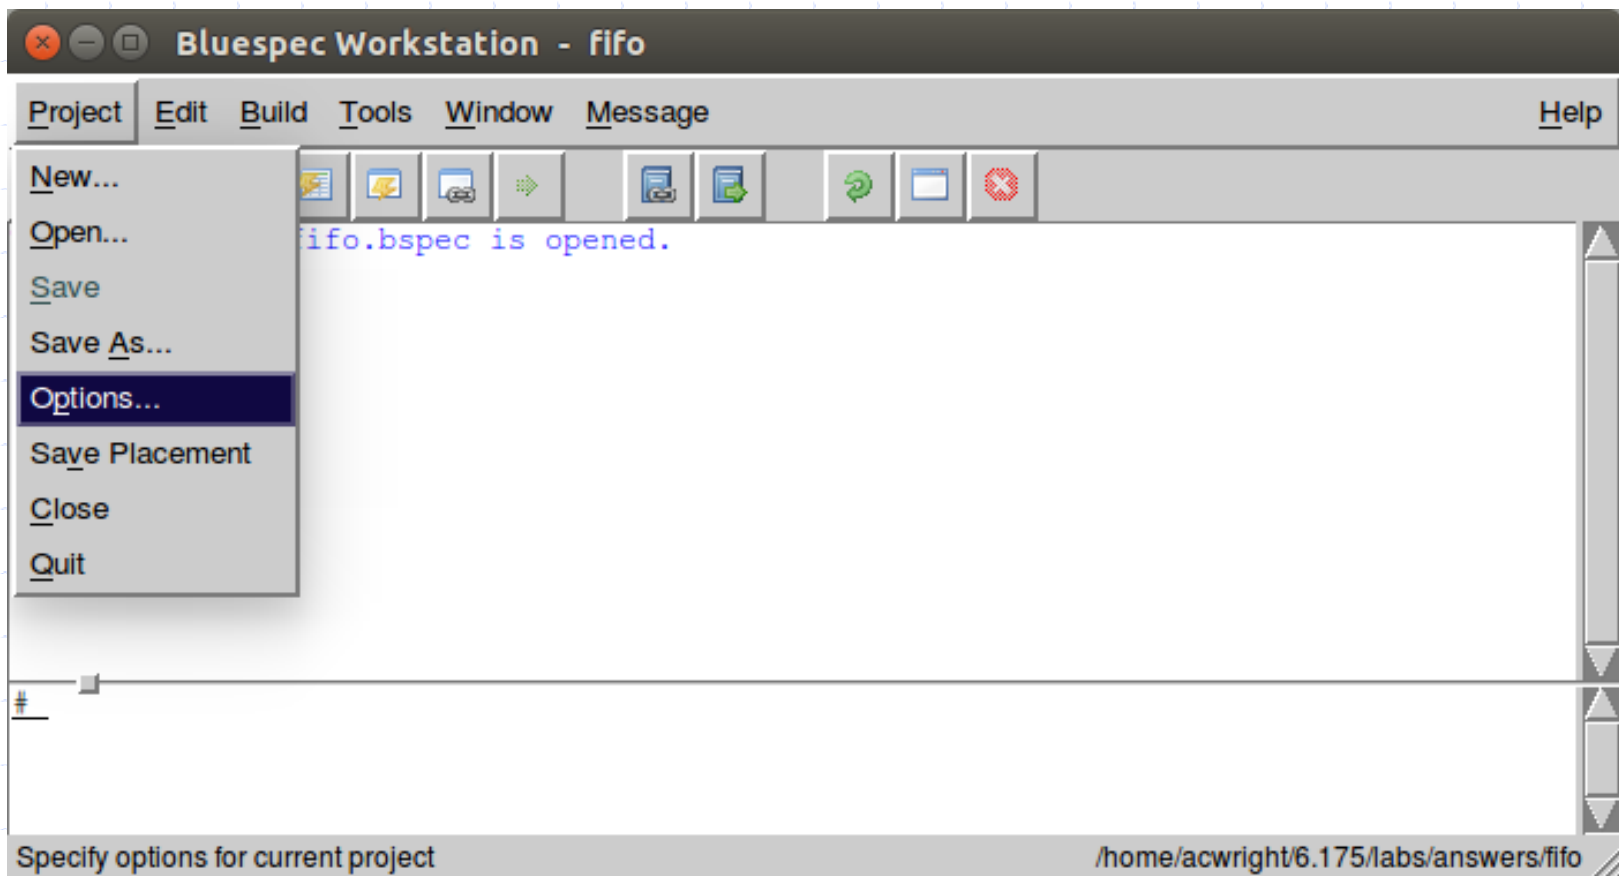 Bluespec Workstation - fifo
Project Edit Build Tools Window Message Help
New...
Open...
fifo.bspec is opened.
Save
Save As...
Options...
Save Placement
Close
Quit
#
Specify options for current project /home/acwright/6.175/labs/answers/fifo